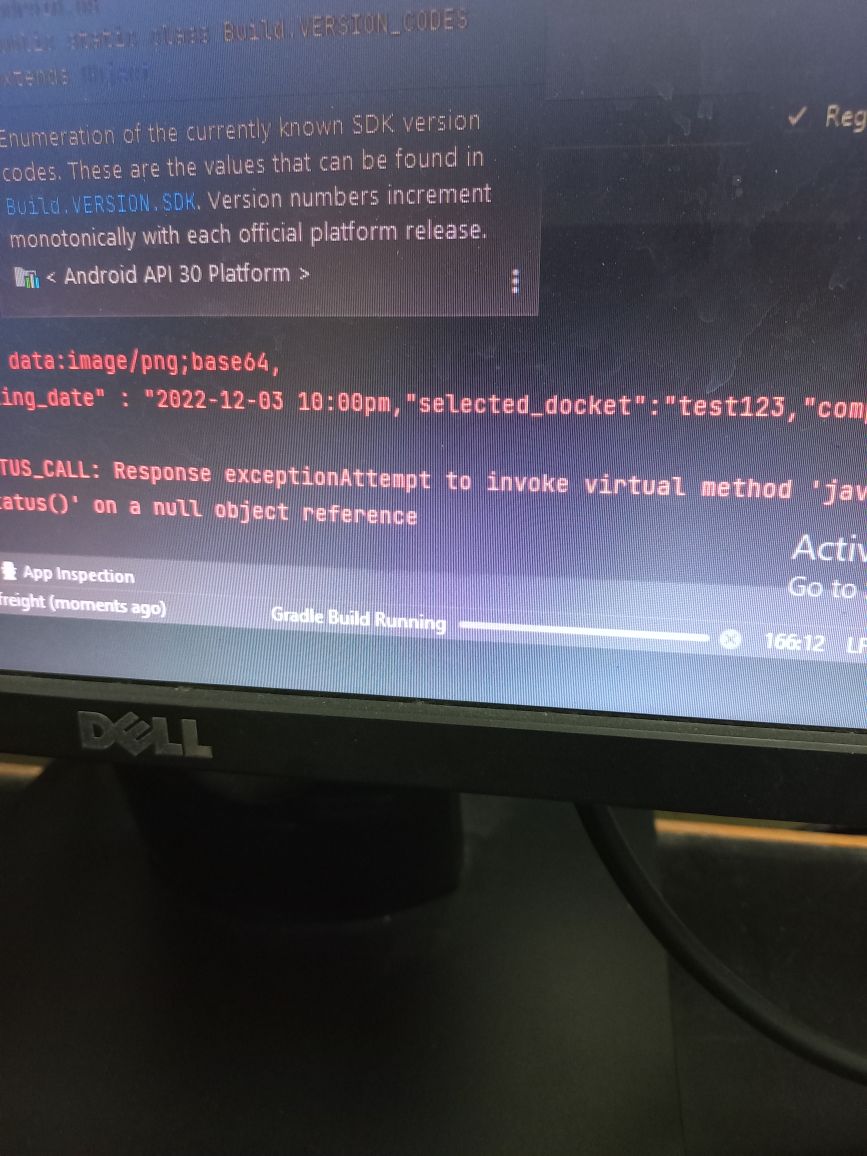 public static class Build.VERSION_CODES
extends Object
Enumeration of the currently known SDK version
codes. These are the values that can be found in
Build.VERSION.SDK. Version numbers increment
monotonically with each official platform release.
< Android API 30 Platform >
✓ Reg
data:image/png;base64,
ing_date" : "2022-12-03 10:00pm,"selected_docket":"test123,"com
TUS_CALL: Response exceptionAttempt to invoke virtual method 'jav
atus()' on a null object reference
Activ
Go to
App Inspection
freight (moments ago)
Gradle Build Running
166:12 LF
DELL